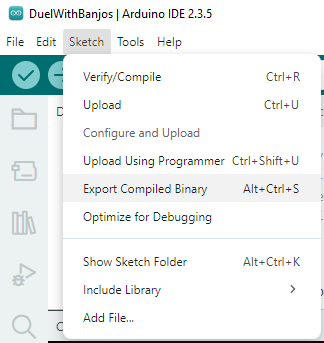 DuelWithBanjos | Arduino IDE 2.3.5
File Edit Sketch Tools Help
Verify/Compile Ctrl+R
Upload Ctrl+U
Configure and Upload
Upload Using Programmer Ctrl+Shift+U
Export Compiled Binary Alt+Ctrl+S
Optimize for Debugging
Show Sketch Folder Alt+Ctrl+K
Include Library
Add File...